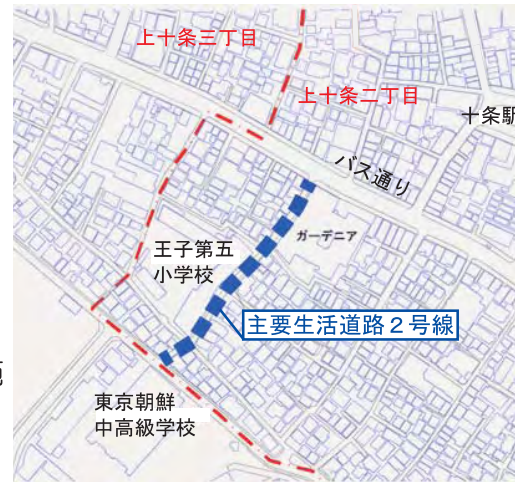 上十条三丁目
上十条二丁目
十条駅
バス通り
ガーデニア
王子第五
小学校
主要生活道路２号線
東京朝鮮
中高級学校